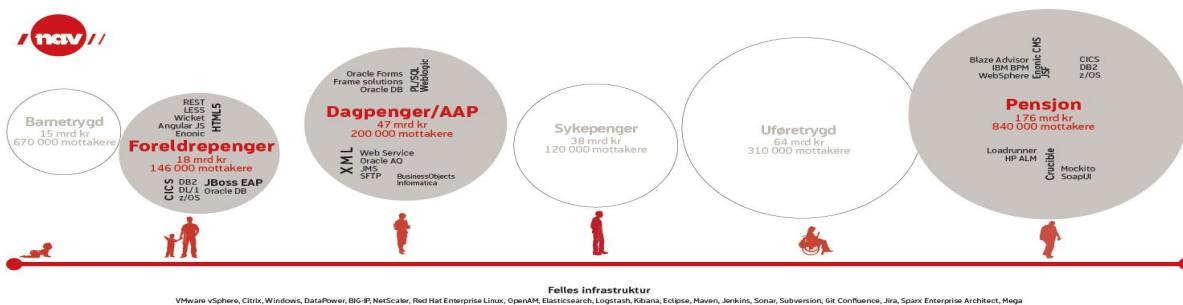 nav
Barnetrygd
15 mrd kr
670 000 mottakere
REST
LESS
Wicket
Angular JS
Enonic
HTML5
Foreldrepenger
18 mrd kr
146 000 mottakere
CICS
DB2
DL/1
z/OS
JBoss EAP
Oracle DB
Oracle Forms
Frame solutions
Oracle DB
PL/SQL
Weblogic
Dagpenger/AAP
47 mrd kr
200 000 mottakere
XML
Web Service
Oracle AQ
JMS
SFTP
BusinessObjects
Informatica
Sykepenger
38 mrd kr
120 000 mottakere
Uføretrygd
64 mrd kr
310 000 mottakere
Blaze Advisor
IBM BPM
WebSphere
Enonic CMS
JSF
CICS
DB2
z/OS
Pensjon
176 mrd kr
840 000 mottakere
Loadrunner
HP ALM
Crucible
Mockito
SoapUI
Felles infrastruktur
VMware vSphere, Citrix, Windows, DataPower, BIG-IP, NetScaler, Red Hat Enterprise Linux, OpenAM, Elasticsearch, Logstash, Kibana, Eclipse, Maven, Jenkins, Sonar, Subversion, Git Confluence, Jira, Sparx Enterprise Architect, Mega